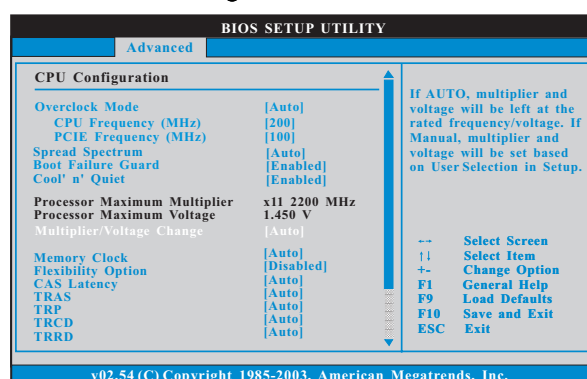 BIOS SETUP UTILITY
Advanced
CPU Configuration
Overclock Mode [Auto]
CPU Frequency (MHz) [200]
PCIE Frequency (MHz) [100]
Spread Spectrum [Auto]
Boot Failure Guard [Enabled]
Cool' n' Quiet [Enabled]
Processor Maximum Multiplier x11 2200 MHz
Processor Maximum Voltage 1.450 V
Multiplier/Voltage Change [Auto]
Memory Clock [Auto]
Flexibility Option [Disabled]
CAS Latency [Auto]
TRAS [Auto]
TRP [Auto]
TRCD [Auto]
TRRD [Auto]
If AUTO, multiplier and
voltage will be left at the
rated frequency/voltage. If
Manual, multiplier and
voltage will be set based
on User Selection in Setup.
←→ Select Screen
↑↓ Select Item
+- Change Option
F1 General Help
F9 Load Defaults
F10 Save and Exit
ESC Exit
v02.54 (C) Copyright 1985-2003, American Megatrends, Inc.